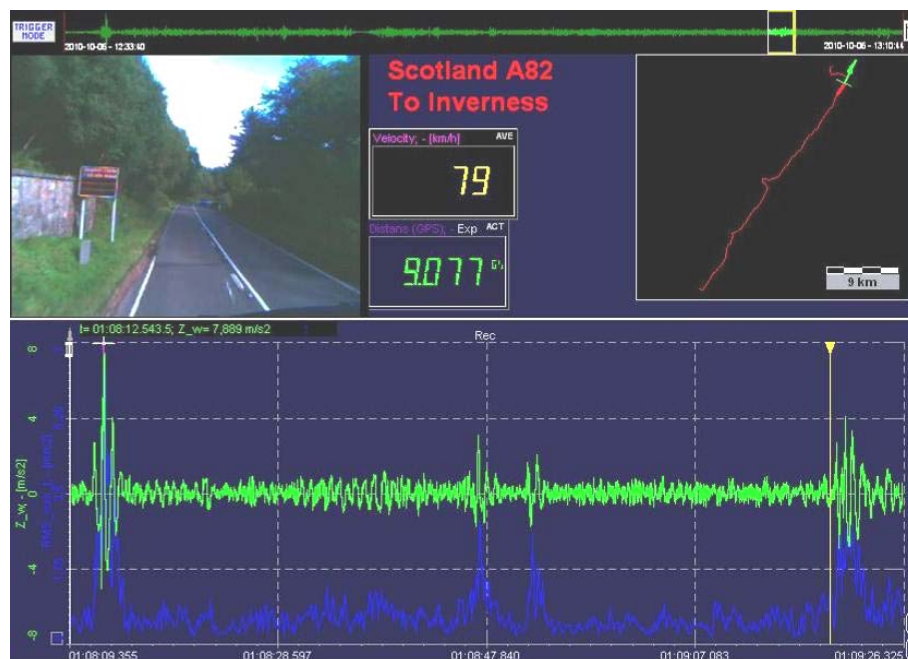 TRIGGER
MODE
2010-10-06 - 12:33:40
2010-10-06 - 13:10:44
Scotland A82
To Inverness
Velocity; - [km/h] AVE
79
Distans (GPS); - Exp ACT
9.077
9 km
t= 01:08:12.543.5; Z_w= 7,889 m/s2
Rec
8
4
0
-4
-8
Z_w; - [m/s2]
01:08:09.355
01:08:28.597
01:08:47.840
01:09:07.083
01:09:26.325